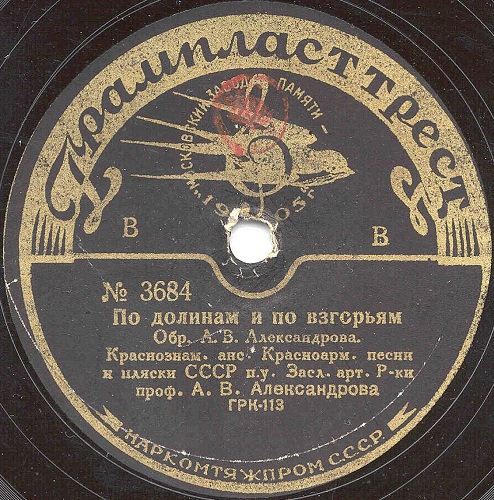 Грампласттрест
МОСКОВСКИЙ ЗАВОД ПАМЯТИ
1905 г.
В
В
№ 3684
По долинам и по взгорьям
Обр. А. В. Александрова.
Краснознам. анс. Красноарм. песни
и пляски СССР п.у. Засл. арт. Р-ки
проф. А. В. Александрова
ГРК-113
НАРКОМТЯЖПРОМ СССР